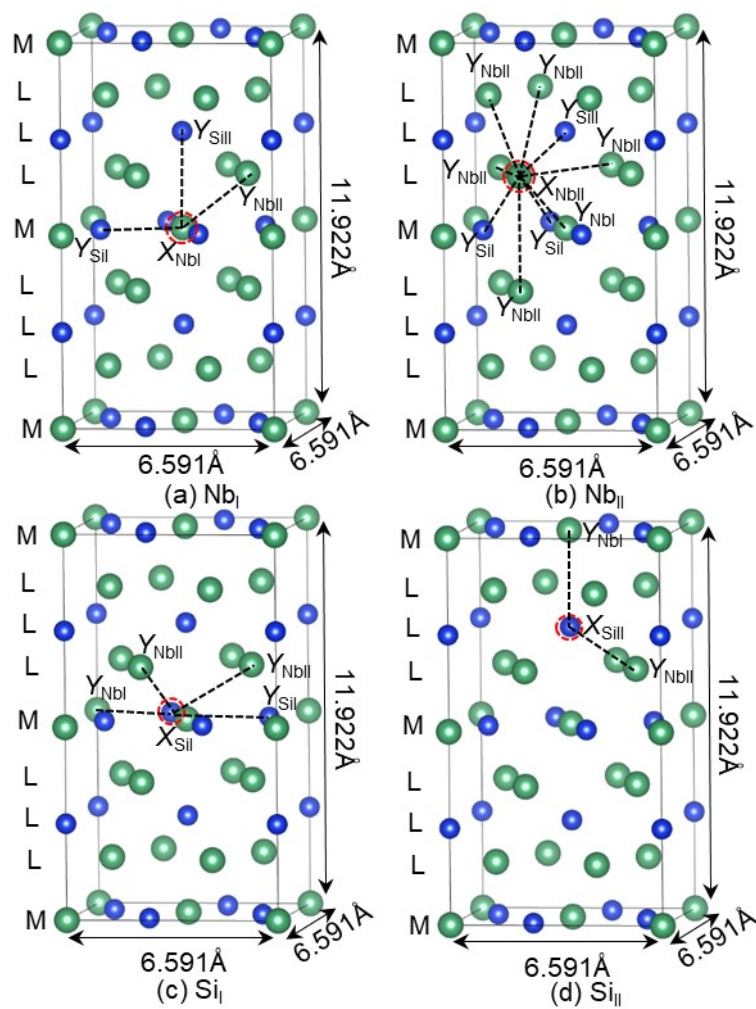 M
L
L
L
M
L
L
L
M
Y_SiII
Y_NbII
Y_SiI
X_NbI
11.922Å
6.591Å
6.591Å
(a) Nb_I
M
L
L
L
M
L
L
L
M
Y_NbII
Y_NbII
Y_SiII
Y_NbII
Y_NbII
X_NbII
Y_NbI
Y_SiI
Y_SiI
Y_NbII
11.922Å
6.591Å
6.591Å
(b) Nb_II
M
L
L
L
M
L
L
L
M
Y_NbII
Y_NbII
Y_NbI
Y_SiI
X_SiI
11.922Å
6.591Å
6.591Å
(c) Si_I
M
L
L
L
M
L
L
L
M
Y_NbI
X_SiII
Y_NbII
11.922Å
6.591Å
6.591Å
(d) Si_II